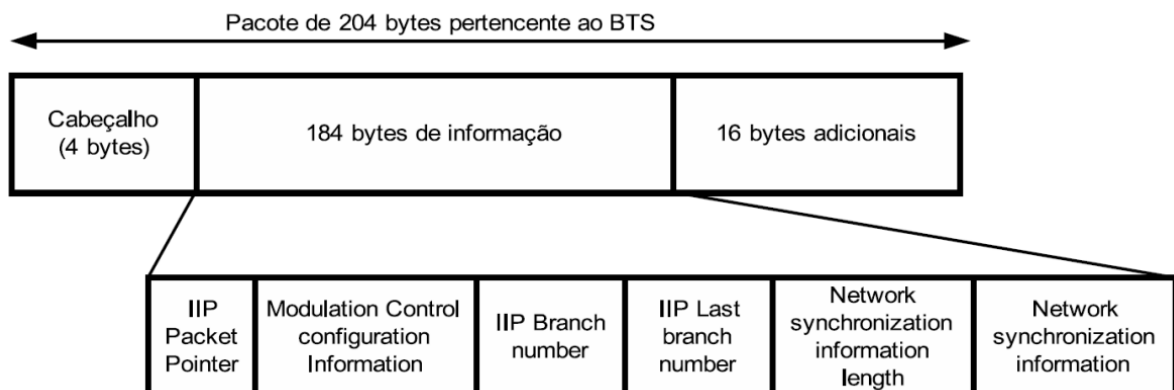 Pacote de 204 bytes pertencente ao BTS
Cabeçalho
(4 bytes)
184 bytes de informação
16 bytes adicionais
IIP
Packet
Pointer
Modulation Control
configuration
Information
IIP Branch
number
IIP Last
branch
number
Network
synchronization
information
length
Network
synchronization
information